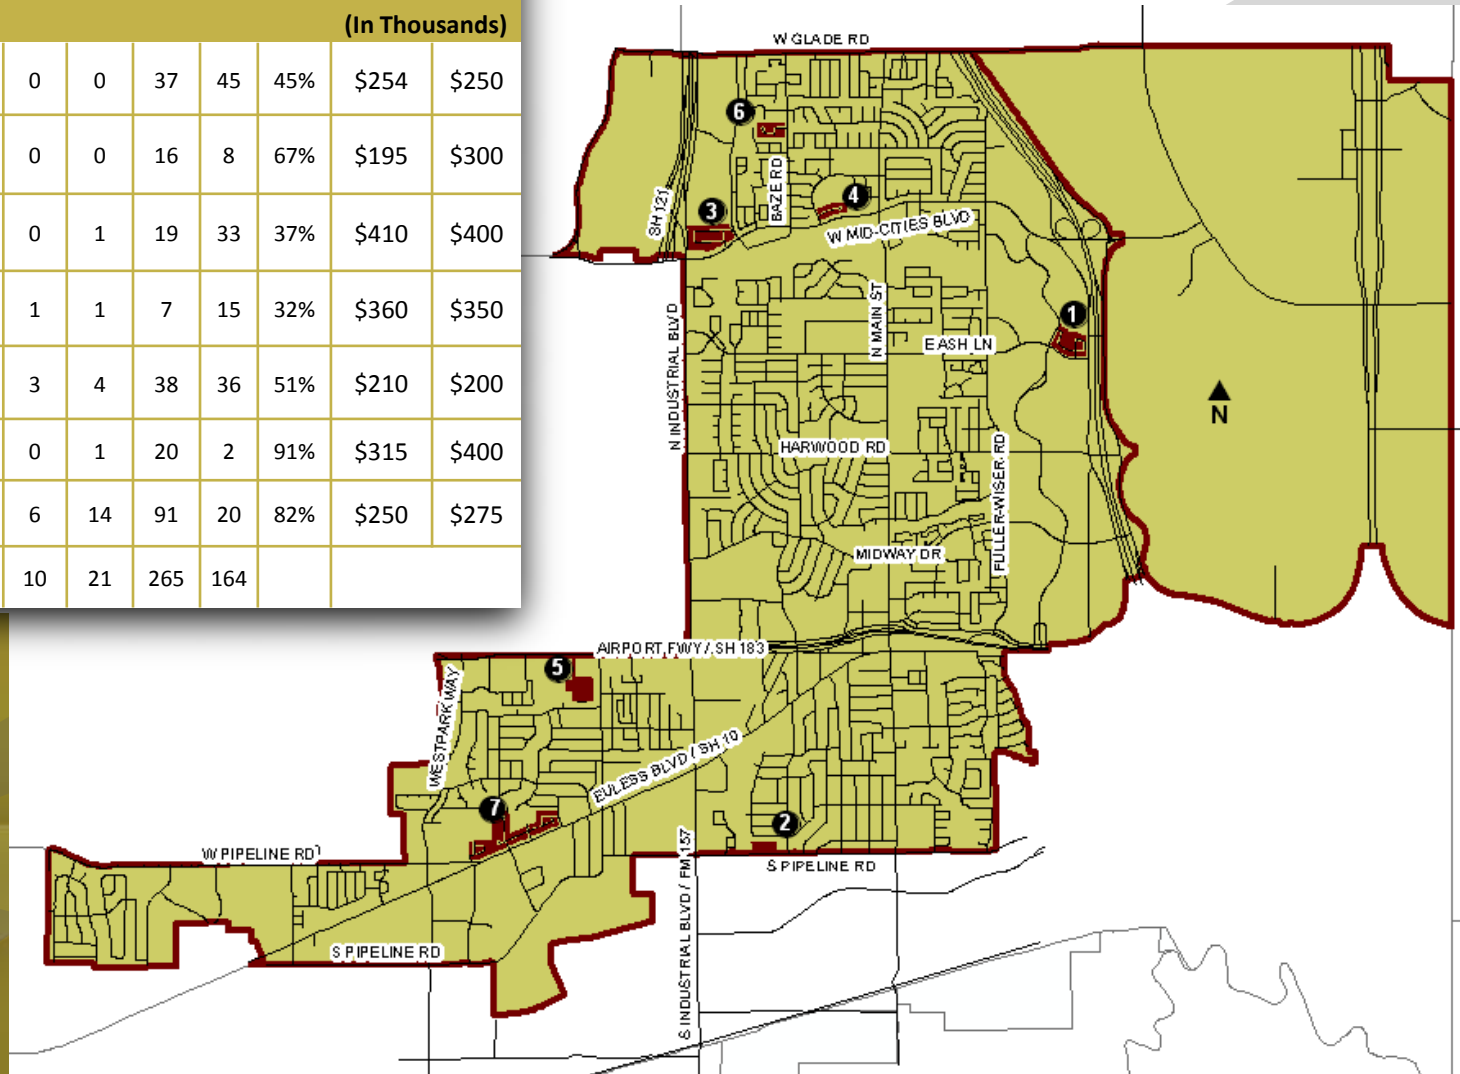 (In Thousands)
0 0 37 45 45% $254 $250
0 0 16 8 67% $195 $300
0 1 19 33 37% $410 $400
1 1 7 15 32% $360 $350
3 4 38 36 51% $210 $200
0 1 20 2 91% $315 $400
6 14 91 20 82% $250 $275
10 21 265 164
W GLADE RD
6
BAZE RD
4
SH 121
3
W MID-CITIES BLVD
N INDUSTRIAL BLVD
N MAIN ST
1
E ASH LN
N
HARWOOD RD
FULLER-WISER RD
MIDWAY DR
AIRPORT FWY / SH 183
5
WESTPARK WAY
EULESS BLVD / SH 10
7
2
W PIPELINE RD
S PIPELINE RD
S INDUSTRIAL BLVD / FM 157
S PIPELINE RD